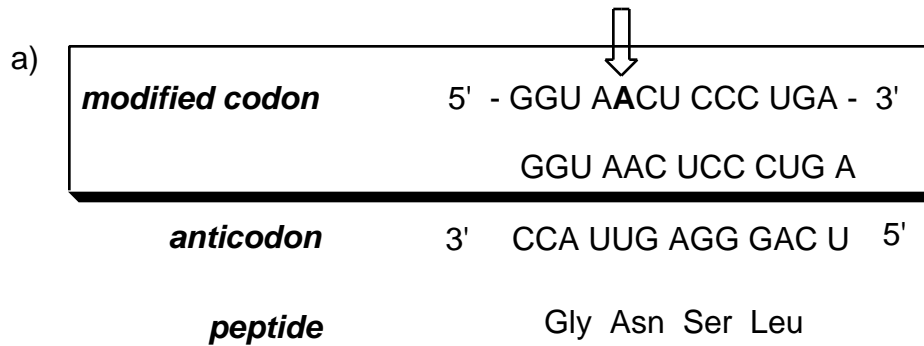 a)
modified codon 5' - GGU AACU CCC UGA - 3'
GGU AAC UCC CUG A
anticodon 3' CCA UUG AGG GAC U 5'
peptide Gly Asn Ser Leu